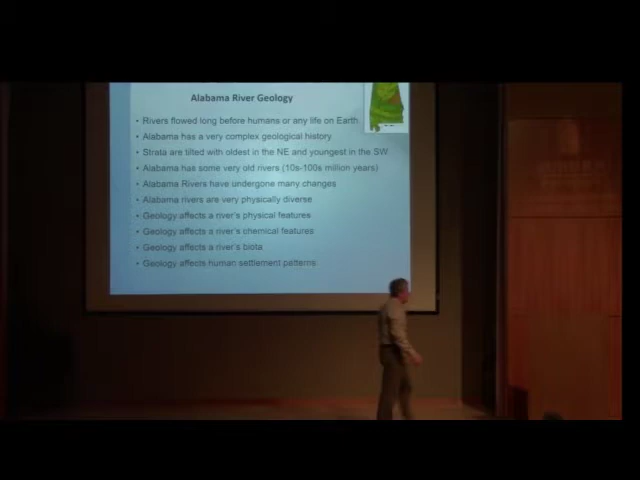 Alabama River Geology
• Rivers flowed long before humans or any life on Earth.
• Alabama has a very complex geological history
• Strata are tilted with oldest in the NE and youngest in the SW
• Alabama has some very old rivers (10s-100s million years)
• Alabama Rivers have undergone many changes
• Alabama rivers are very physically diverse
• Geology affects a river's physical features
• Geology affects a river's chemical features
• Geology affects a river's biota
• Geology affects human settlement patterns